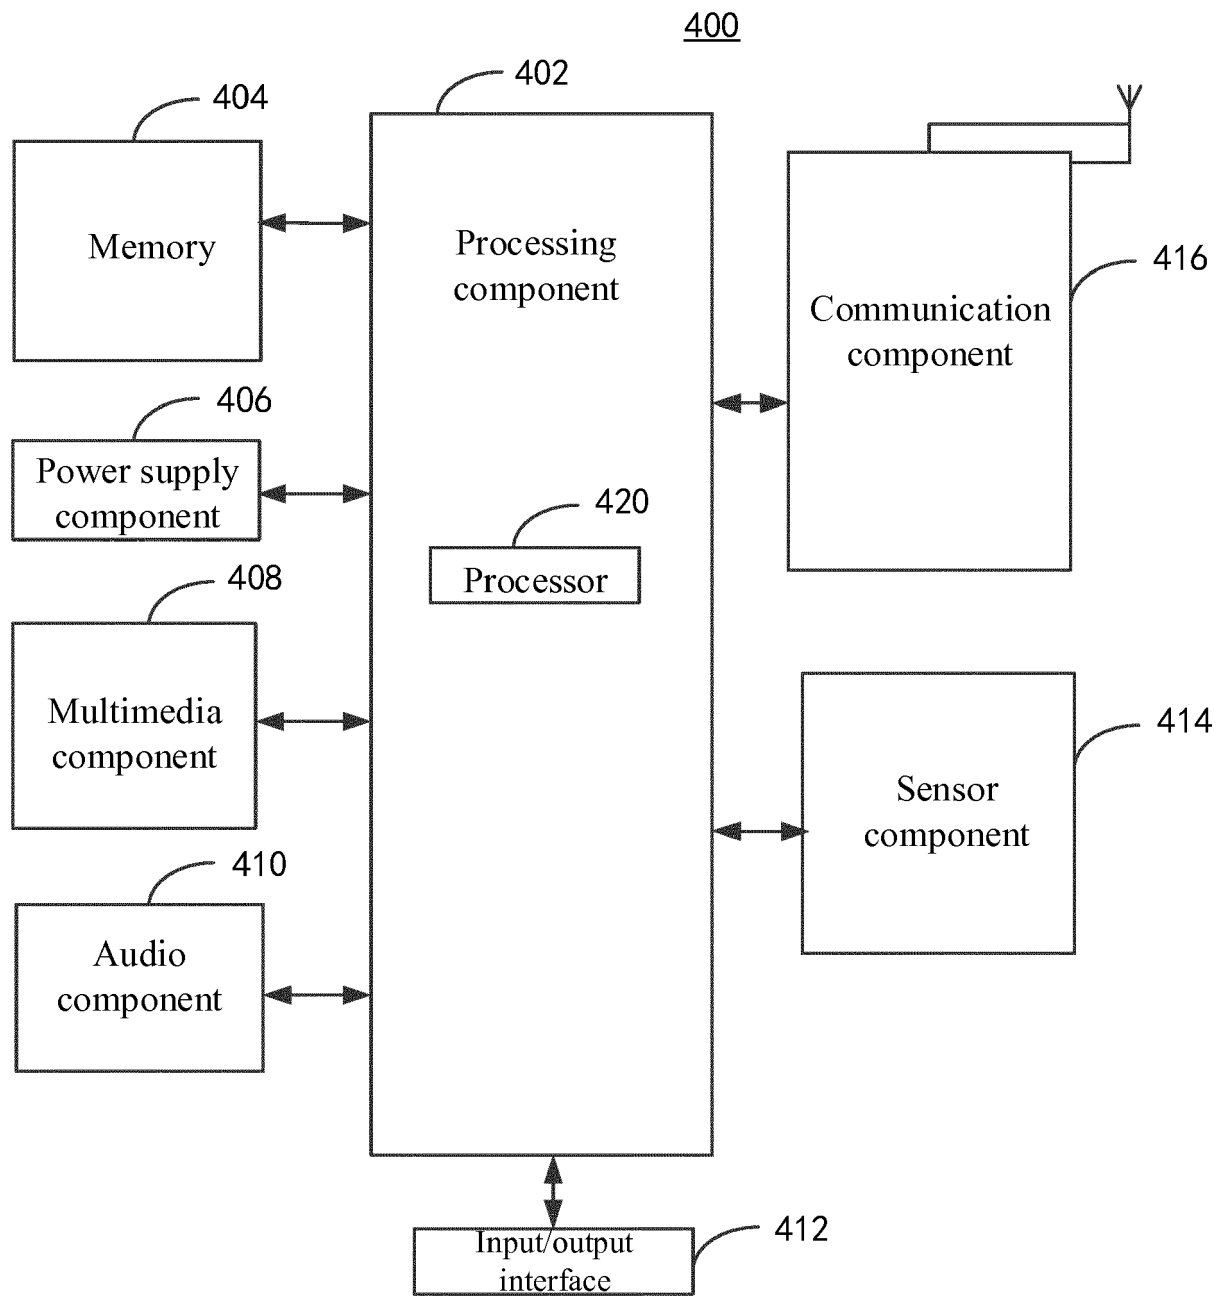 400
402
404
Memory
Processing
component
416
Communication
component
406
Power supply
component
420
Processor
408
Multimedia
component
414
Sensor
component
410
Audio
component
412
Input/output
interface